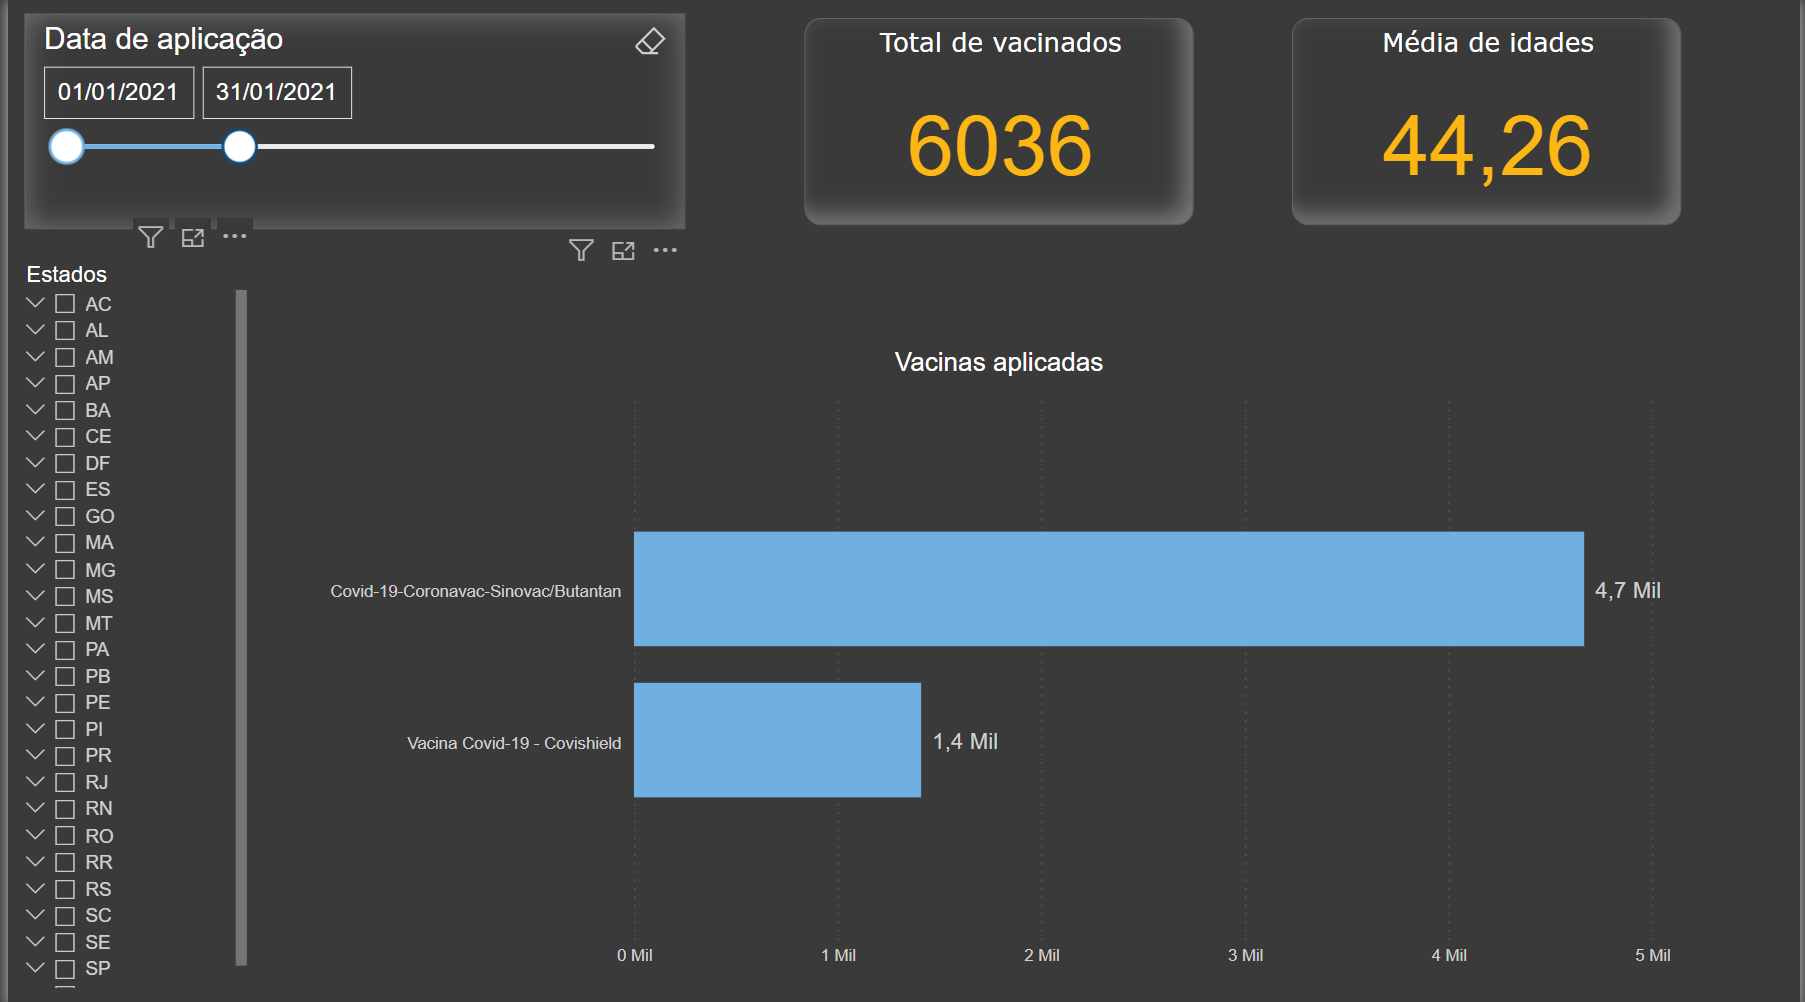 Data de aplicação
01/01/2021 31/01/2021
Total de vacinados
6036
Média de idades
44,26
Estados
AC
AL
AM
AP
BA
CE
DF
ES
GO
MA
MG
MS
MT
PA
PB
PE
PI
PR
RJ
RN
RO
RR
RS
SC
SE
SP
Vacinas aplicadas
Covid-19-Coronavac-Sinovac/Butantan 4,7 Mil
Vacina Covid-19 - Covishield 1,4 Mil
0 Mil 1 Mil 2 Mil 3 Mil 4 Mil 5 Mil